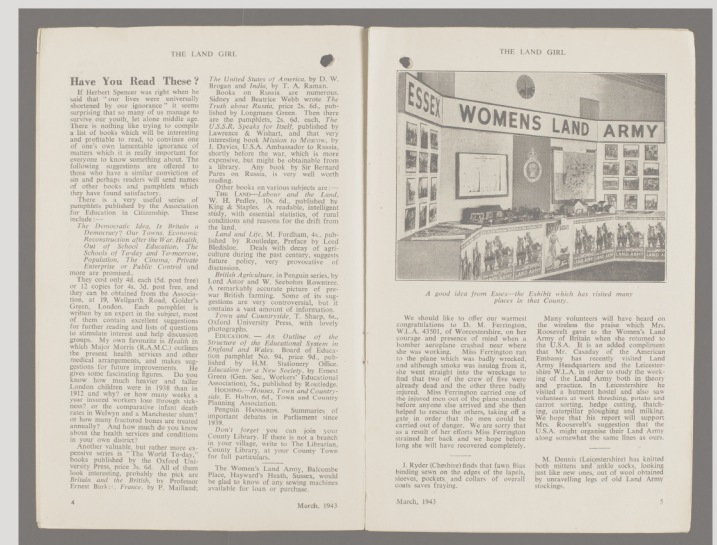 THE LAND GIRL
Have You Read These?
If Herbert Spencer was right when he
said that "our lives were universally
shortened by our ignorance" it seems
surprising that so many of us manage to
survive our youth, let alone middle age.
There is nothing like trying to compile
a list of books which will be interesting
and profitable to read, to convince one
of one's own lamentable ignorance of
matters which it is really important for
everyone to know something about. The
following suggestions are offered to
those who have a similar conviction of
sin and perhaps readers will send names
of other books and pamphlets which
they have found satisfactory.
There is a very useful series of
pamphlets published by the Association
for Education in Citizenship. These
include :—
The Democratic Idea, Is Britain a
Democracy? Our Towns, Economic
Reconstruction after the War, Health,
Out of School Education, The
Schools of To-day and To-morrow,
Population, The Cinema, Private
Enterprise or Public Control and
more are promised.
They cost only 4d. each (5d. post free)
or 12 copies for 4s. 3d. post free, and
they can be obtained from the Associa-
tion, at 19, Wellgarth Road, Golder's
Green, London. Each pamphlet is
written by an expert in the subject, most
of them contain excellent suggestions
for further reading and lists of questions
to stimulate interest and help discussion
groups. My own favourite is Health in
which Major Morris (R.A.M.C.) outlines
the present health services and other
medical arrangements, and makes sug-
gestions for future improvements. He
gives some fascinating figures. Do you
know how much heavier and taller
London children were in 1938 than in
1912 and why? or how many weeks a
year insured workers lose through sick-
ness? or the comparative infant death
rates in Welwyn and a Manchester slum?
or how many fractured bones are treated
annually? And how much do you know
about the health services and conditions
in your own district?
Another valuable, but rather more ex-
pensive series is "The World To-day,"
books published by the Oxford Uni-
versity Press, price 3s. 6d. All of them
look interesting, probably the pick are
Britain and the British, by Professor
Ernest Barker, France, by P. Maillaud;
4
The United States of America, by D. W.
Brogan and India, by T. A. Raman.
Books on Russia are numerous.
Sidney and Beatrice Webb wrote The
Truth about Russia, price 2s. 6d., pub-
lished by Longmans Green. Then there
are the pamphlets, 2s. 6d. each, The
U.S.S.R. Speaks for Itself, published by
Lawrence & Wishart, and that very
interesting book Mission to Moscow, by
J. Davies, U.S.A. Ambassador to Russia,
shortly before the war, which is more
expensive, but might be obtained from
a library. Any book by Sir Bernard
Pares on Russia, is very well worth
reading.
Other books on various subjects are :—
THE LAND—Labour and the Land,
W. H. Pedley, 10s. 6d., published by
King & Staples. A readable, intelligent
study, with essential statistics, of rural
conditions and reasons for the drift from
the land.
Land and Life, M. Fordham, 4s., pub-
lished by Routledge, Preface by Lord
Bledisloe. Deals with decay of agri-
culture during the past century, suggests
future policy, very provocative of
discussion.
British Agriculture, in Penguin series, by
Lord Astor and W. Seebohm Rowntree.
A remarkably accurate picture of pre-
war British farming. Some of its sug-
gestions are very controversial, but it
contains a vast amount of information.
Town and Countryside, T. Sharp, the
Oxford University Press, with lovely
photographs.
EDUCATION — An Outline of the
Structure of the Educational System in
England and Wales. Board of Educa-
tion pamphlet No. 94, price 9d., pub-
lished by H.M. Stationery Office.
Education for a New Society, by Ernest
Green (Gen. Sec., Workers' Educational
Association), 5s., published by Routledge.
HOUSING—Houses, Town and Country-
side, E. Halton, 6d., Town and Country
Planning Association.
PENGUIN HANSARDS. Summaries of
important debates in Parliament since
1939.
Don't forget you can join your
County Library. If there is not a branch
in your village, write to The Librarian,
County Library, at your County Town
for full particulars.
The Women's Land Army, Balcombe
Place, Hayward's Heath, Sussex, would
be glad to know of any sewing machines
available for loan or purchase.
March, 1943
THE LAND GIRL
ESSEX
WOMENS LAND ARMY
A good idea from Essex—the Exhibit which has visited many
places in that County.
We should like to offer our warmest
congratulations to D. M. Ferrington,
W.L.A. 43501, of Worcestershire, on her
courage and presence of mind when a
bomber aeroplane crashed near where
she was working. Miss Ferrington ran
to the plane which was badly wrecked,
and although smoke was issuing from it,
she went straight into the wreckage to
find that two of the crew of five were
already dead and the other three badly
injured. Miss Ferrington carried one of
the injured men out of the plane unaided
before anyone else arrived and she then
helped to rescue the others, taking off a
gate in order that the men could be
carried out of danger. We are sorry that
as a result of her efforts Miss Ferrington
strained her back and we hope before
long she will have recovered completely.
J. Ryder (Cheshire) finds that fawn Bias
binding sewn on the edges of the lapels,
sleeves, pockets and collars of overall
coats saves fraying.
March, 1943
Many volunteers will have heard on
the wireless the praise which Mrs.
Roosevelt gave to the Women's Land
Army of Britain when she returned to
the U.S.A. It is an added compliment
that Mr. Casaday of the American
Embassy has recently visited Land
Army Headquarters and the Leicester-
shire W.L.A. in order to study the work-
ing of the Land Army both in theory
and practice. In Leicestershire he
visited a hutment hostel and also saw
volunteers at work threshing, potato and
carrot sorting, hedge cutting, thatch-
ing, caterpillar ploughing and milking.
We hope that his report will support
Mrs. Roosevelt's suggestion that the
U.S.A. might organise their Land Army
along somewhat the same lines as ours.
M. Dennis (Leicestershire) has knitted
both mittens and ankle socks, looking
just like new ones, out of wool obtained
by unravelling legs of old Land Army
stockings.
5